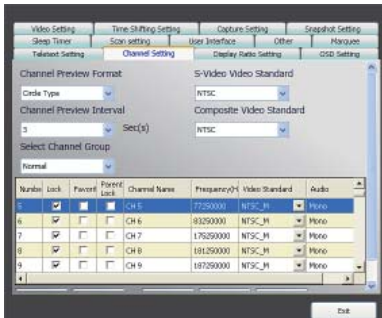 Video Setting Time Shifting Setting Capture Setting Snapshot Setting
Sleep Timer Scan setting User Interface Other Marquee
Teletext Setting Channel Setting Display Ratio Setting OSD Setting
Channel Preview Format S-Video Video Standard
Circle Type NTSC
Channel Preview Interval Composite Video Standard
3 Sec(s) NTSC
Select Channel Group
Normal
Numbe Lock Favorit Parent Lock Channel Name Frequency(H Video Standard Audio
5 CH 5 77250000 NTSC_M Mono
6 CH 6 83250000 NTSC_M Mono
7 CH 7 175250000 NTSC_M Mono
8 CH 8 181250000 NTSC_M Mono
9 CH 9 187250000 NTSC_M Mono
Exit